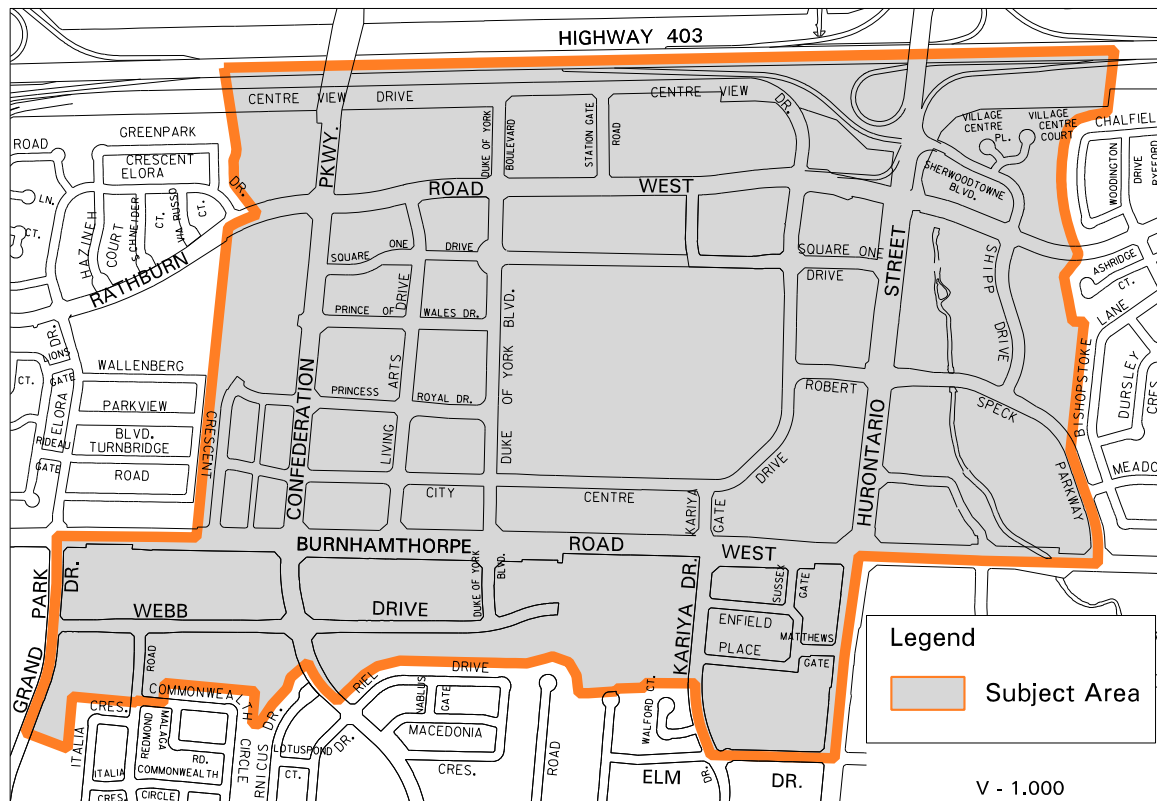 HIGHWAY 403
CENTRE VIEW DRIVE
CENTRE VIEW
DR.
DUKE OF YORK
BOULEVARD
STATION GATE
ROAD
VILLAGE
CENTRE
PL.
VILLAGE
CENTRE
COURT
ROAD
GREENPARK
CRESCENT
ELORA
DR.
PKWY.
ROAD
WEST
SHERWOODTOWNE
BLVD.
WOODINGTON
DRIVE
LN.
CT.
HAZINEH
COURT
SCHNEIDER
CT.
RUSSO
CT.
RATHBURN
SQUARE ONE
DRIVE
SQUARE ONE
DRIVE
STREET
SHIPP
DRIVE
ASHRIDGE
CT.
LANE
PRINCE OF
WALES DR.
DRIVE
ARTS
LIVING
DUKE OF YORK BLVD.
DR.
LIONS
GATE
CT.
ELORA
WALLENBERG
PARKVIEW
BLVD.
TURNBRIDGE
ROAD
RIDEAU
GATE
CRESCENT
CONFEDERATION
PRINCESS
ROYAL DR.
ROBERT
SPECK
PARKWAY
BISHOPSTOKE
DURSLEY
CRES
MEADO
CITY
CENTRE
DRIVE
KARIYA
GATE
HURONTARIO
BURNHAMTHORPE
ROAD
WEST
GRAND PARK
DR.
WEBB
DRIVE
DUKE OF YORK
BLVD.
KARIYA DR.
SUSSEX
GATE
ENFIELD
PLACE
MATTHEWS
GATE
Legend
Subject Area
ROAD
COMMONWEALTH
CIRCLE
CRES.
ITALIA
REDMOND
MALAGA
RD.
COMMONWEALTH
ITALIA
CRES.
CIRCLE
DR.
LOTUSPOND
DR.
CT.
RIEL
DRIVE
NABLUS
GATE
MACEDONIA
CRES.
ROAD
WALFORD CT.
ELM
DR.
DR.
V - 1.000